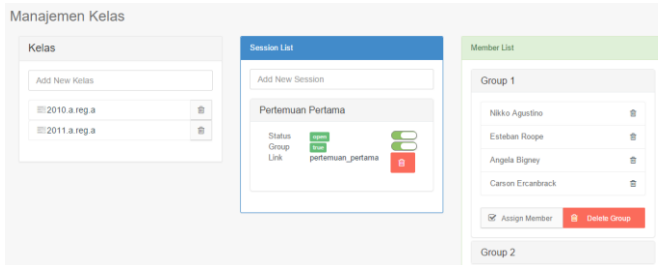 Manajemen Kelas
Kelas
Add New Kelas
2010.a.reg.a
2011.a.reg.a
Session List
Add New Session
Pertemuan Pertama
Status open
Group true
Link pertemuan_pertama
Member List
Group 1
Nikko Agustino
Esteban Roope
Angela Bigney
Carson Ercanbrack
Assign Member Delete Group
Group 2